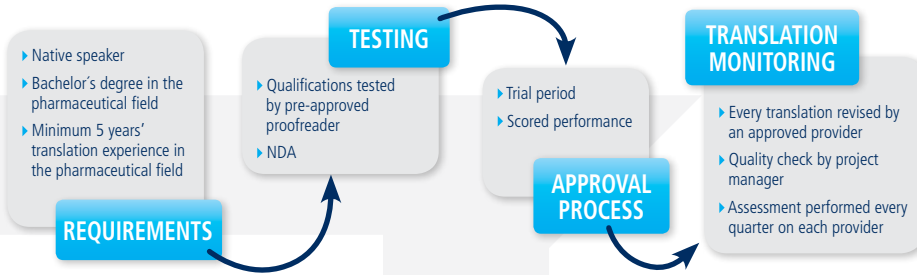 Native speaker
Bachelor´s degree in the
pharmaceutical field
Minimum 5 years’
translation experience in
the pharmaceutical field
REQUIREMENTS
TESTING
Qualifications tested
by pre-approved
proofreader
NDA
Trial period
Scored performance
APPROVAL
PROCESS
TRANSLATION
MONITORING
Every translation revised by
an approved provider
Quality check by project
manager
Assessment performed every
quarter on each provider